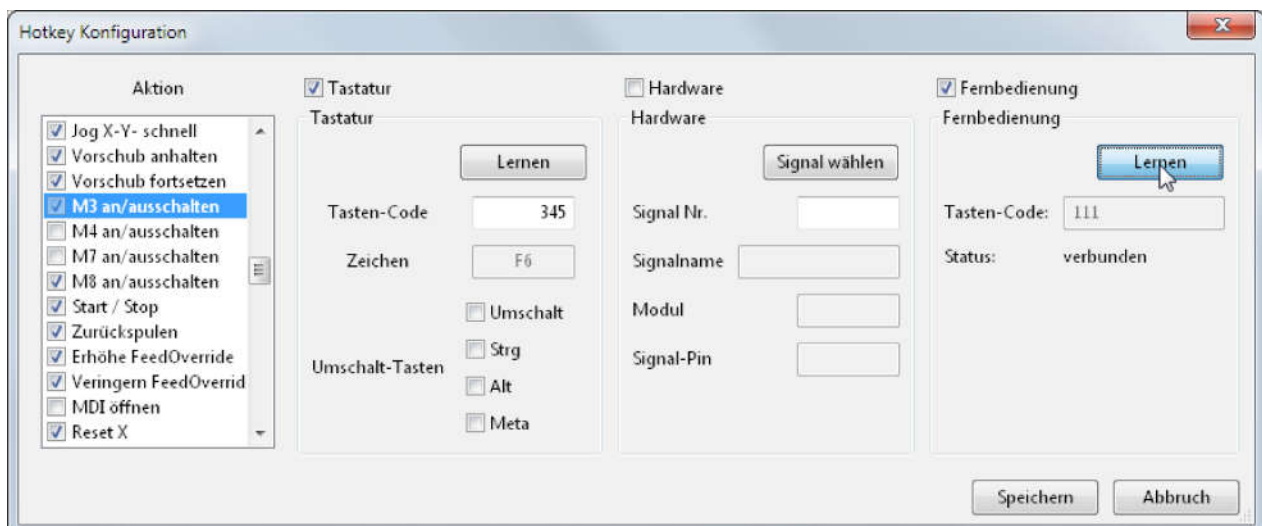 Hotkey Konfiguration
Aktion
Jog X-Y- schnell
Vorschub anhalten
Vorschub fortsetzen
M3 an/ausschalten
M4 an/ausschalten
M7 an/ausschalten
M8 an/ausschalten
Start / Stop
Zurückspulen
Erhöhe FeedOverride
Veringern FeedOverrid
MDI öffnen
Reset X
Tastatur
Tastatur
Lernen
Tasten-Code 345
Zeichen F6
Umschalt-Tasten
Umschalt
Strg
Alt
Meta
Hardware
Hardware
Signal wählen
Signal Nr.
Signalname
Modul
Signal-Pin
Fernbedienung
Fernbedienung
Lernen
Tasten-Code: 111
Status: verbunden
Speichern Abbruch